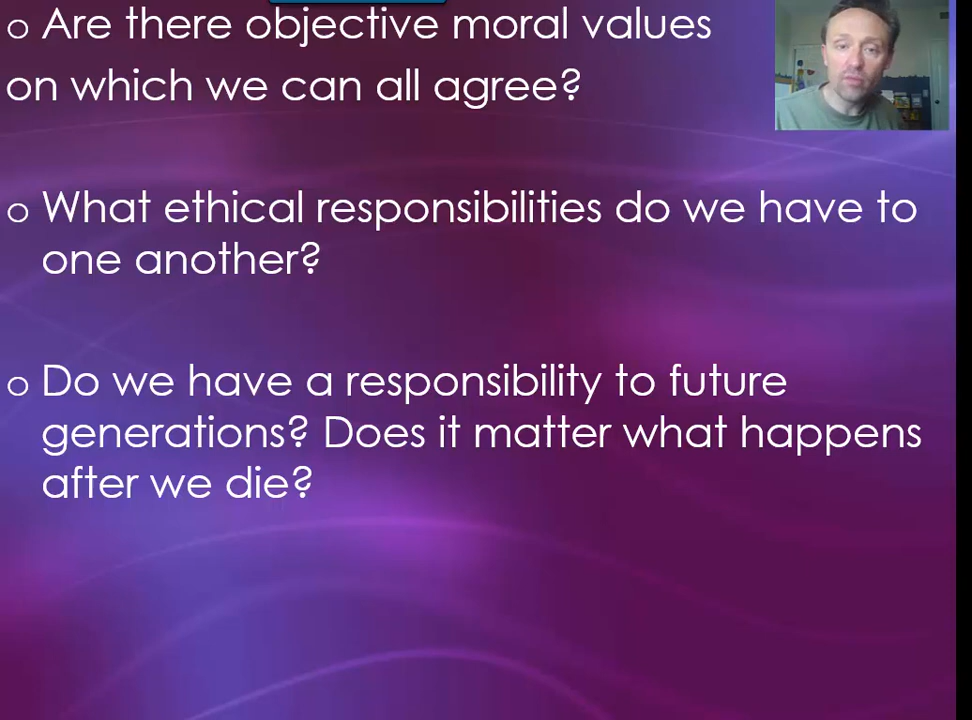 o Are there objective moral values
on which we can all agree?
o What ethical responsibilities do we have to
one another?
o Do we have a responsibility to future
generations? Does it matter what happens
after we die?